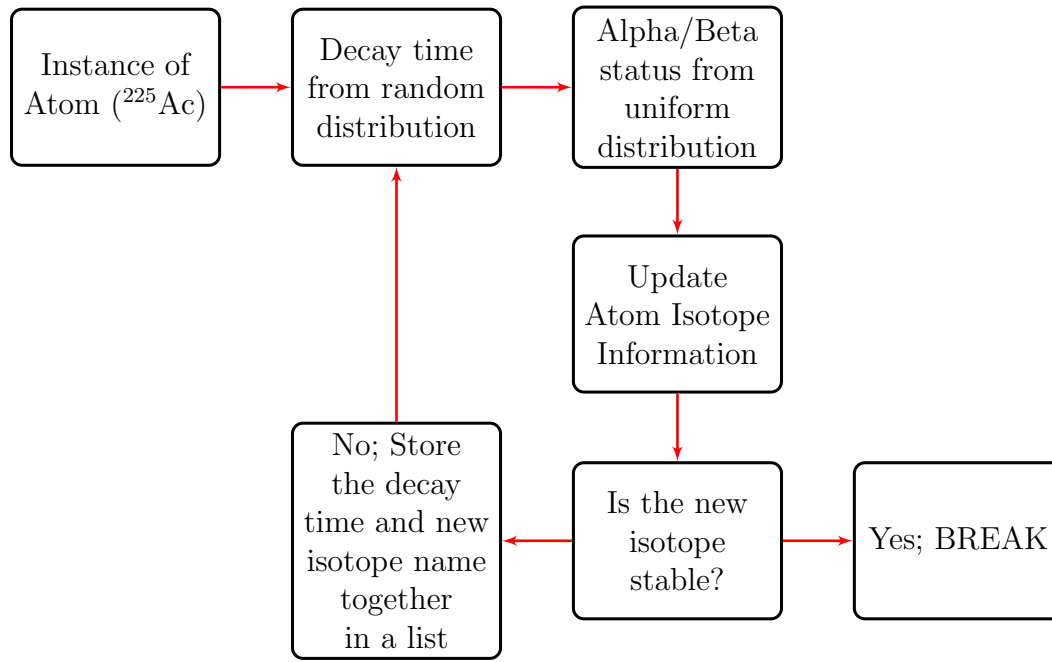 Instance of
Atom (²²⁵Ac)
Decay time
from random
distribution
Alpha/Beta
status from
uniform
distribution
Update
Atom Isotope
Information
No; Store
the decay
time and new
isotope name
together
in a list
Is the new
isotope
stable?
Yes; BREAK